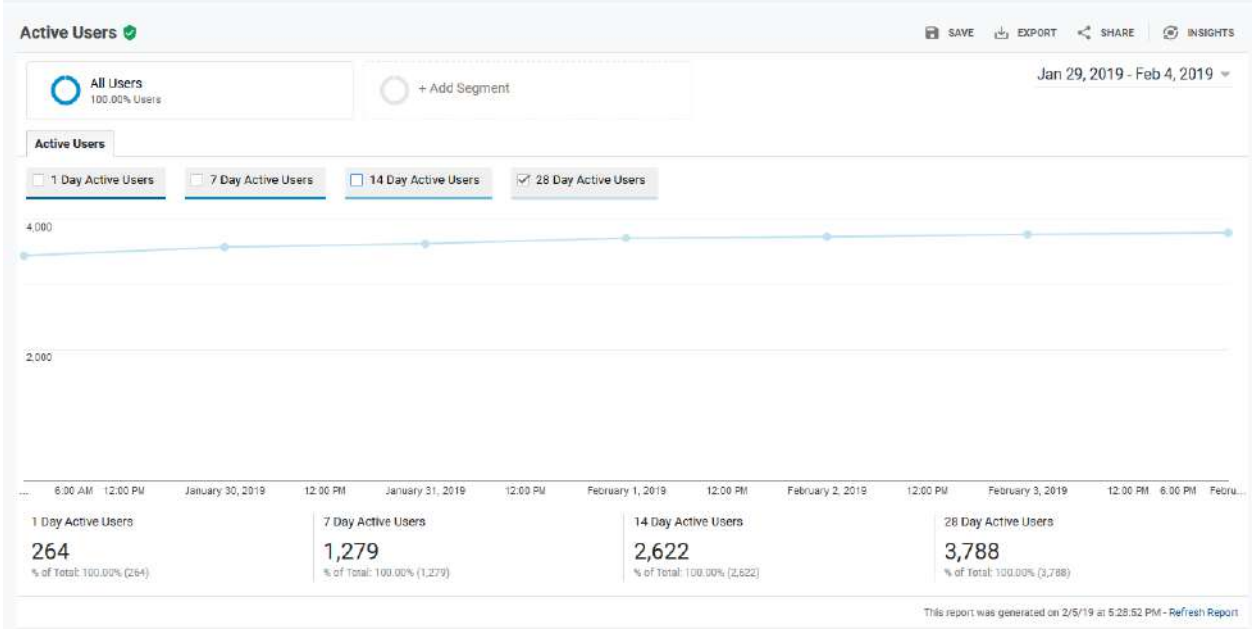 Active Users
SAVE EXPORT SHARE INSIGHTS
All Users
100.00% Users
+ Add Segment
Jan 29, 2019 - Feb 4, 2019
Active Users
1 Day Active Users 7 Day Active Users 14 Day Active Users 28 Day Active Users
4,000
2,000
... 6:00 AM 12:00 PM January 30, 2019 12:00 PM January 31, 2019 12:00 PM February 1, 2019 12:00 PM February 2, 2019 12:00 PM February 3, 2019 12:00 PM 6:00 PM Febru...
1 Day Active Users 7 Day Active Users 14 Day Active Users 28 Day Active Users
264 1,279 2,622 3,788
% of Total: 100.00% (264) % of Total: 100.00% (1,279) % of Total: 100.00% (2,622) % of Total: 100.00% (3,788)
This report was generated on 2/5/19 at 5:28:52 PM - Refresh Report